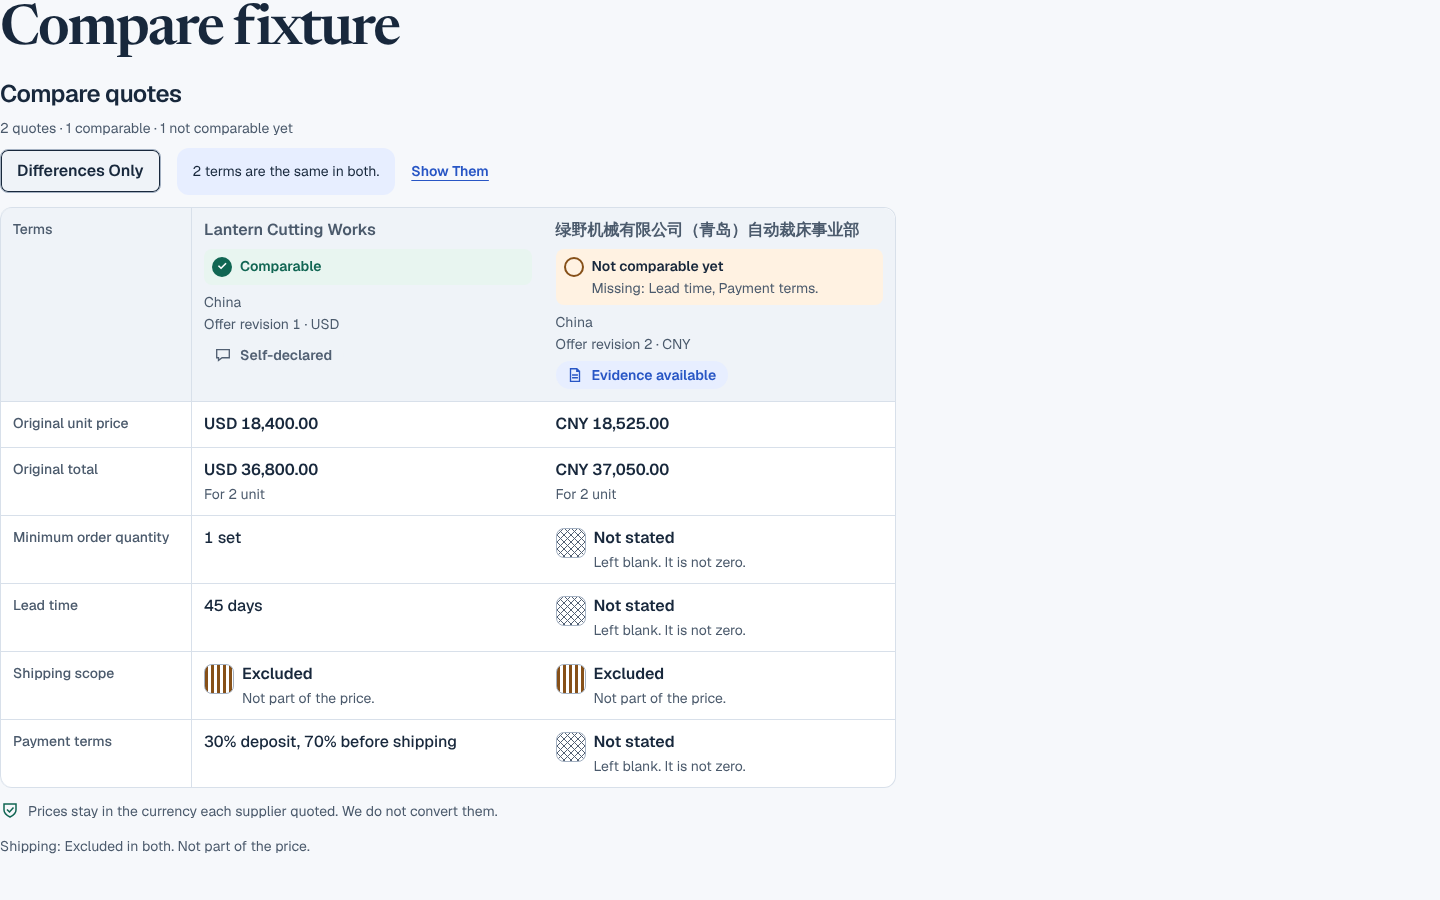 Compare fixture
Compare quotes
2 quotes · 1 comparable · 1 not comparable yet
Differences Only
2 terms are the same in both.
Show Them
Terms
Lantern Cutting Works
Comparable
China
Offer revision 1 · USD
Self-declared
绿野机械有限公司（青岛）自动裁床事业部
Not comparable yet
Missing: Lead time, Payment terms.
China
Offer revision 2 · CNY
Evidence available
Original unit price
USD 18,400.00
CNY 18,525.00
Original total
USD 36,800.00
For 2 unit
CNY 37,050.00
For 2 unit
Minimum order quantity
1 set
Not stated
Left blank. It is not zero.
Lead time
45 days
Not stated
Left blank. It is not zero.
Shipping scope
Excluded
Not part of the price.
Excluded
Not part of the price.
Payment terms
30% deposit, 70% before shipping
Not stated
Left blank. It is not zero.
Prices stay in the currency each supplier quoted. We do not convert them.
Shipping: Excluded in both. Not part of the price.